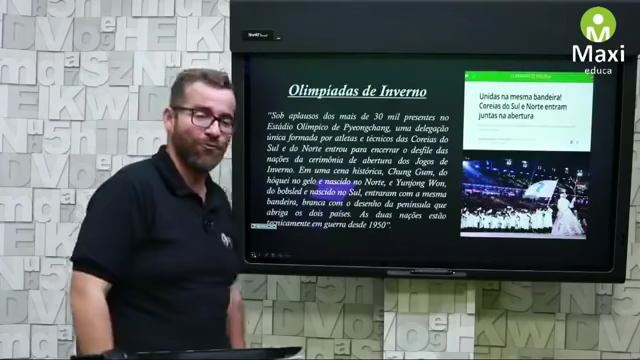 Maxi
educa
Olimpíadas de Inverno
"Sob aplausos dos mais de 30 mil presentes no
Estádio Olímpico de Pyeongchang, uma delegação
única formada por atletas e técnicos das Coreias do
Sul e do Norte entrou para encerrar o desfile das
nações da cerimônia de abertura dos Jogos de
Inverno. Em uma cena histórica, Chung Gum, do
hóquei no gelo e nascido no Norte, e Yunjong Won,
do bobsled e nascido no Sul, entraram com a mesma
bandeira, branca com o desenho da península que
abriga os dois países. As duas nações estão
tecnicamente em guerra desde 1950".
Unidas na mesma bandeira!
Coreias do Sul e Norte entram
juntas na abertura